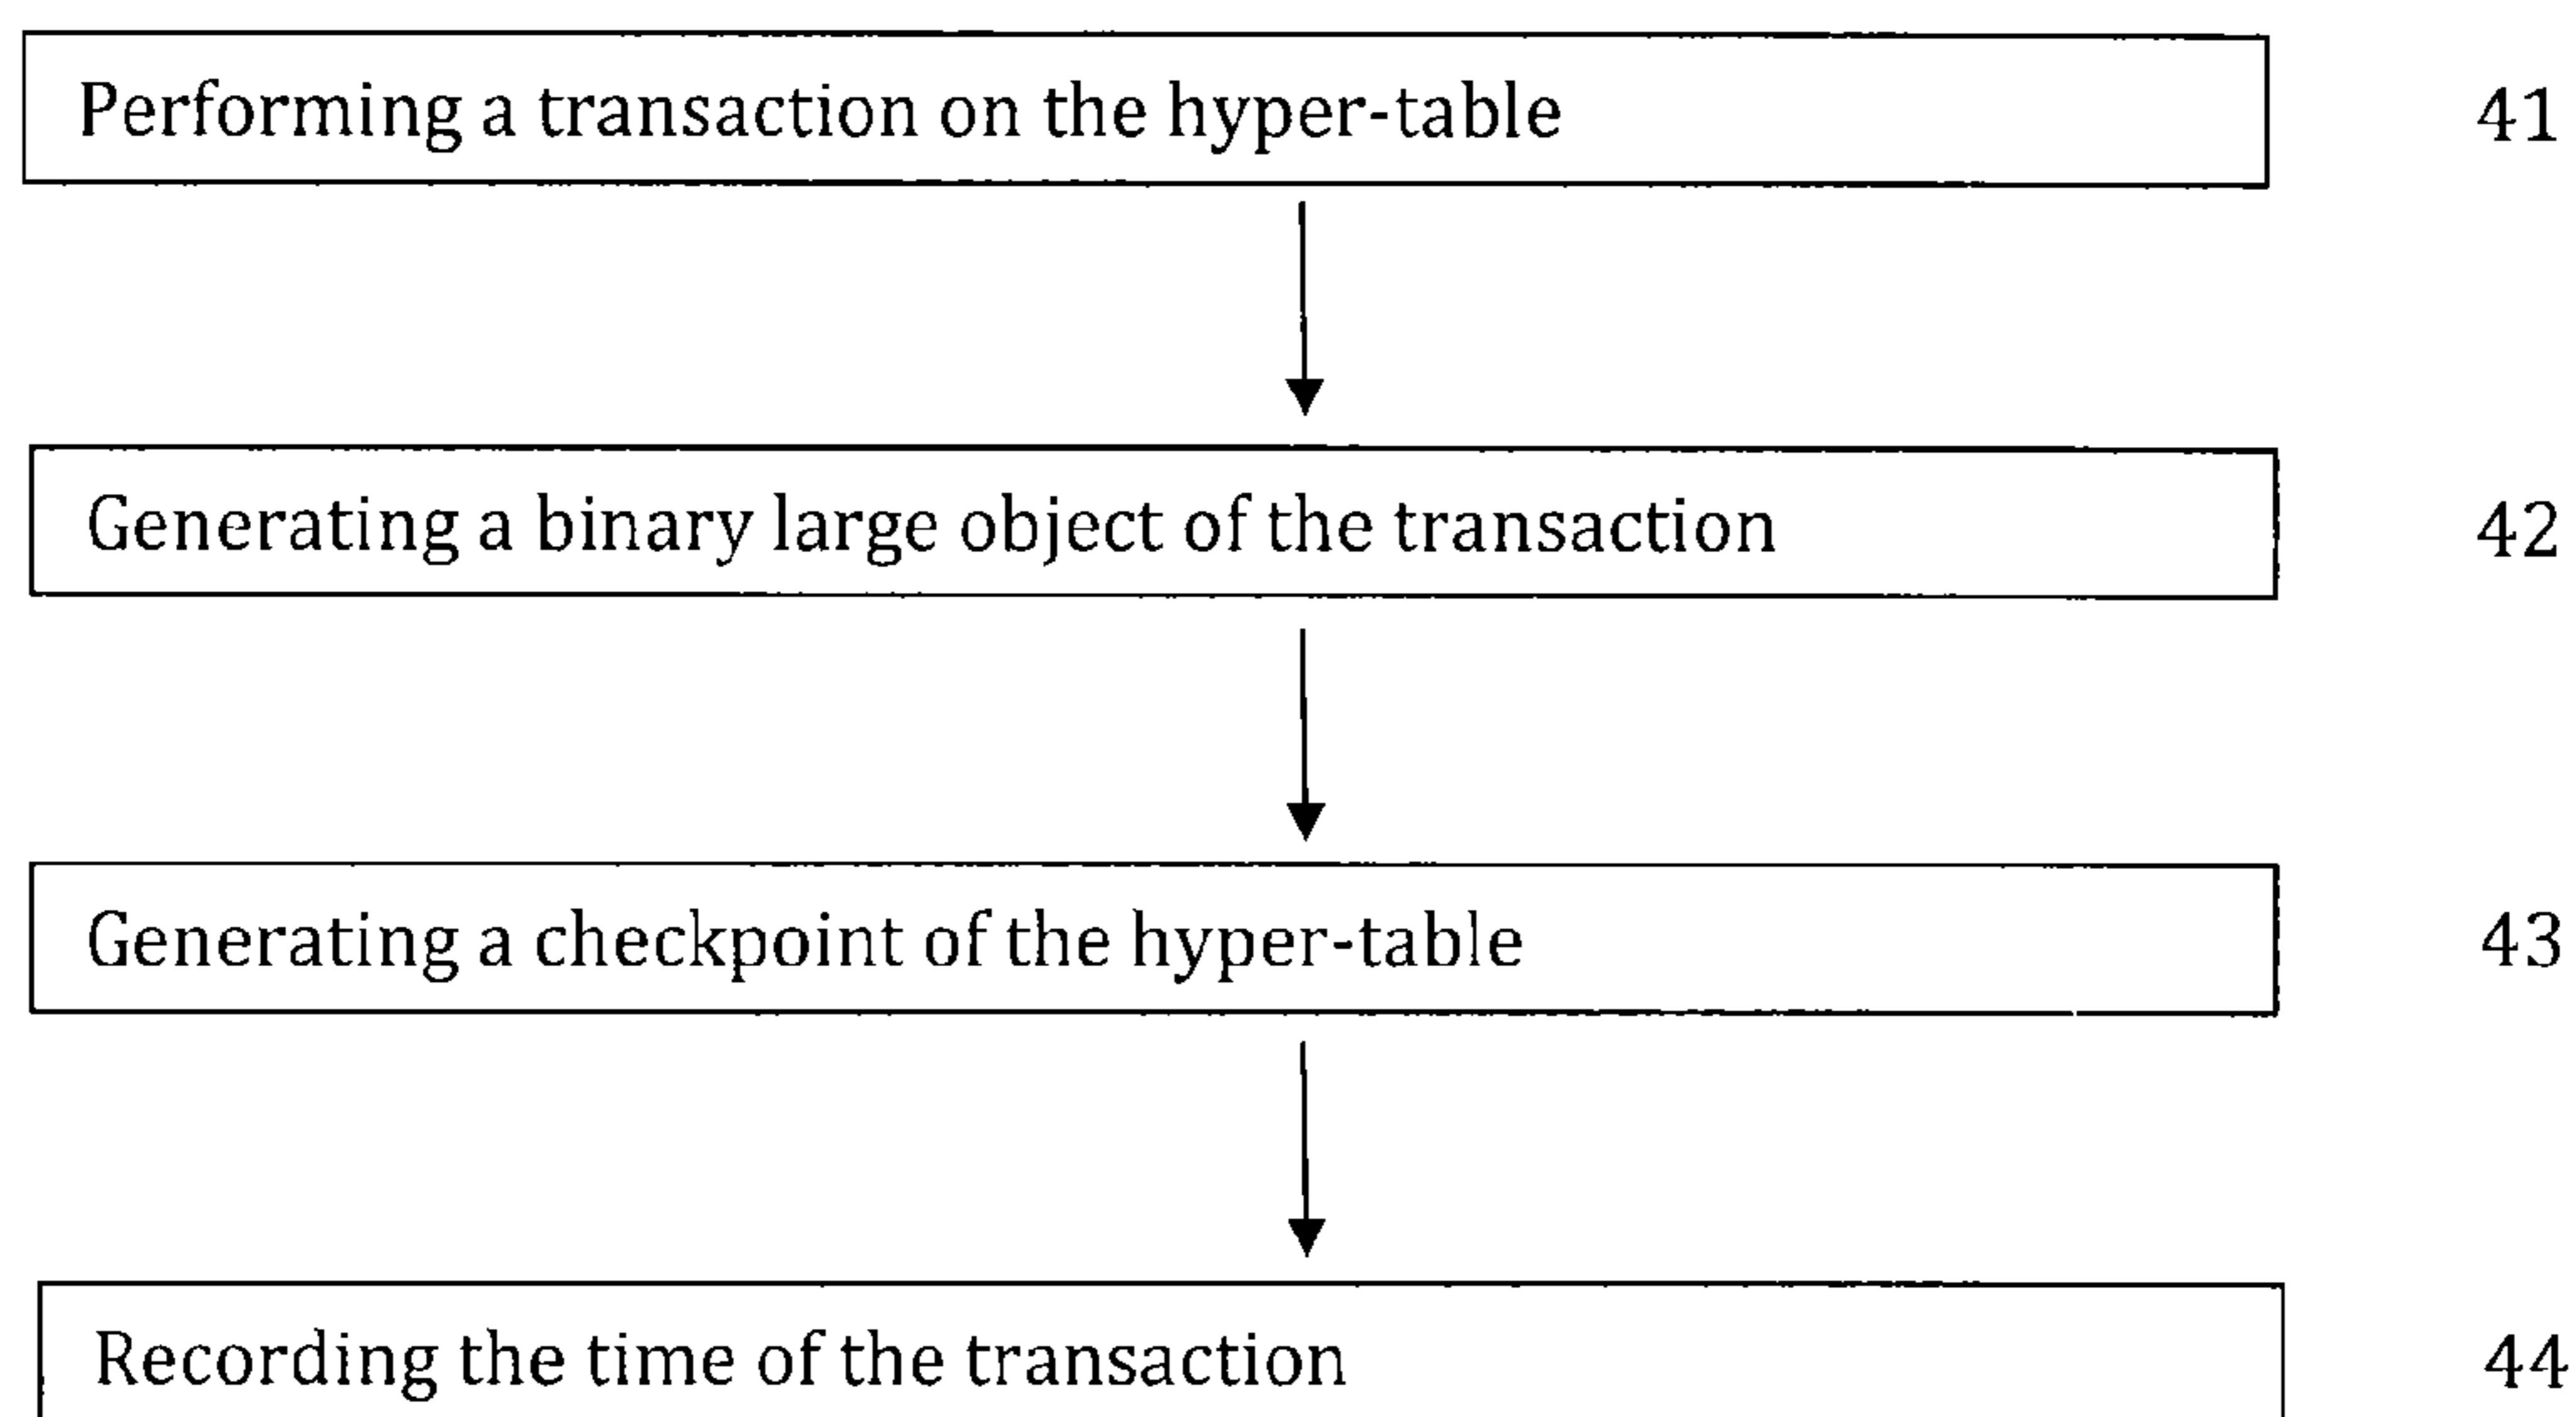 Performing a transaction on the hyper-table 41
Generating a binary large object of the transaction 42
Generating a checkpoint of the hyper-table 43
Recording the time of the transaction 44